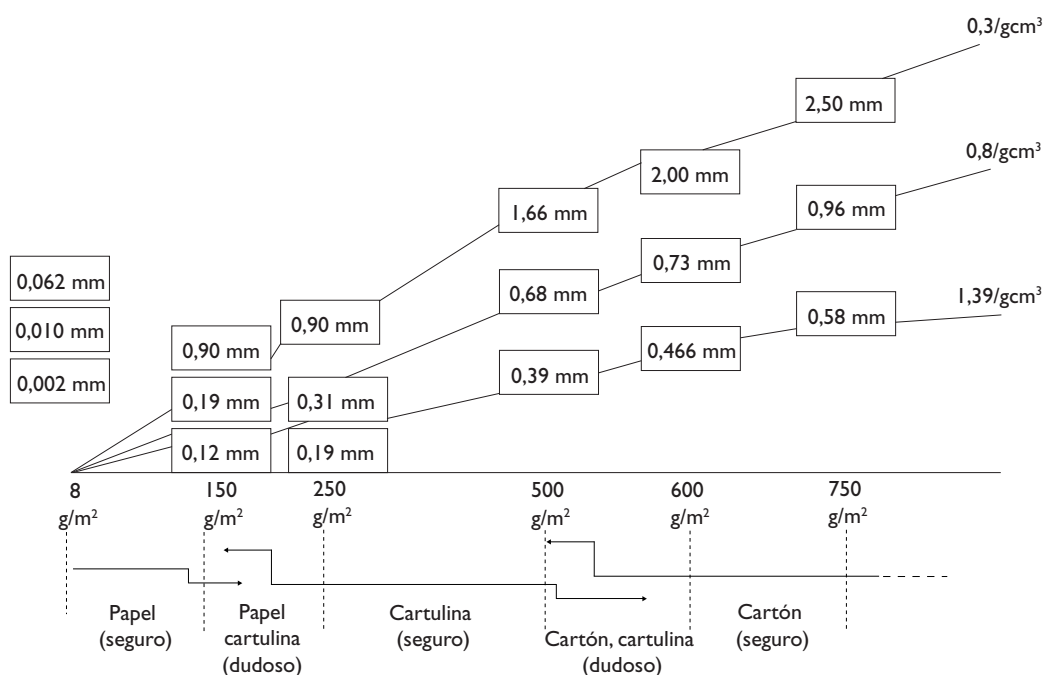 0,3/gcm³
2,50 mm
0,8/gcm³
2,00 mm
1,66 mm
0,96 mm
0,73 mm
0,062 mm
0,68 mm
1,39/gcm³
0,010 mm
0,90 mm
0,58 mm
0,90 mm
0,466 mm
0,002 mm
0,39 mm
0,19 mm
0,31 mm
0,12 mm
0,19 mm
8 150 250 500 600 750
g/m² g/m² g/m² g/m² g/m² g/m²
Papel Papel Cartulina Cartón
(seguro) cartulina (seguro) Cartón, cartulina (seguro)
(dudoso) (dudoso)